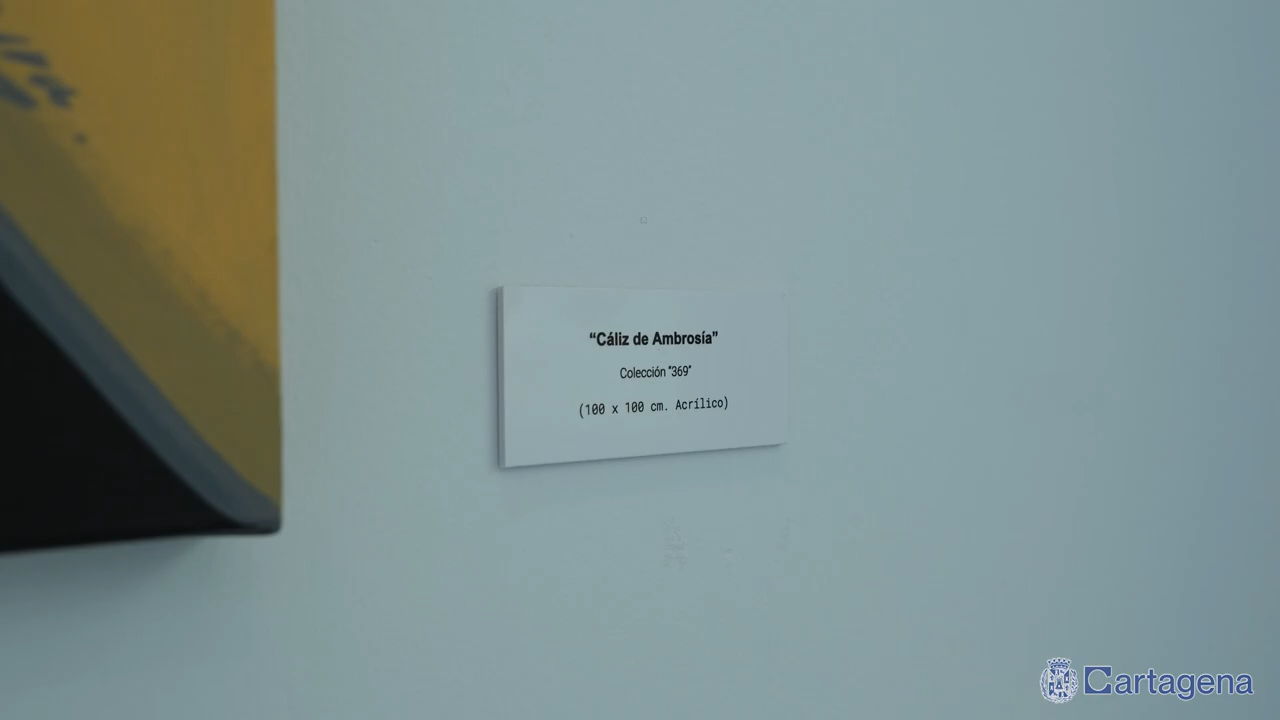 “Cáliz de Ambrosía”
Colección “369”
(100 x 100 cm. Acrílico)
Cartagena